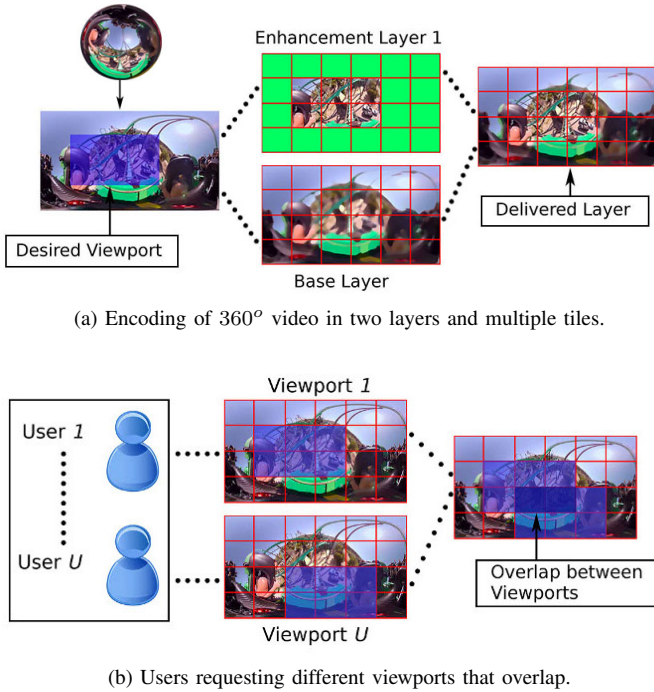 Enhancement Layer 1
Desired Viewport
Base Layer
Delivered Layer
(a) Encoding of 360° video in two layers and multiple tiles.
Viewport 1
User 1
User U
Overlap between
Viewports
Viewport U
(b) Users requesting different viewports that overlap.